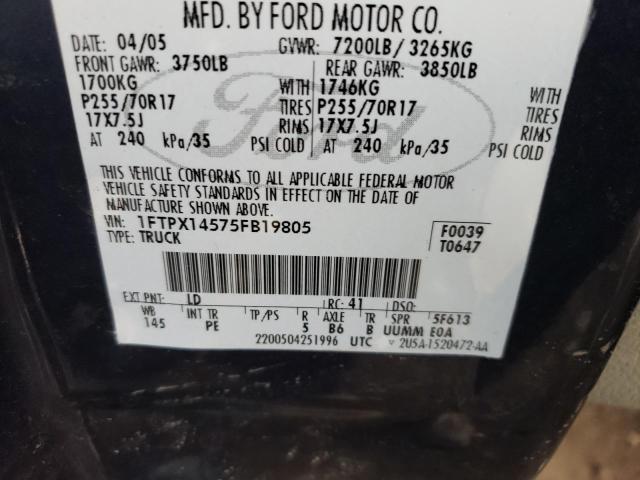 MFD. BY FORD MOTOR CO.
DATE: 04/05 GVWR: 7200LB/ 3265KG
FRONT GAWR: 3750LB REAR GAWR: 3850LB
1700KG WITH 1746KG WITH
P255/70R17 TIRES P255/70R17 TIRES
17X7.5J RIMS 17X7.5J RIMS
AT 240 kPa/35 PSI COLD AT 240 kPa/35 PSI COLD
Ford
THIS VEHICLE CONFORMS TO ALL APPLICABLE FEDERAL MOTOR
VEHICLE SAFETY STANDARDS IN EFFECT ON THE DATE OF
MANUFACTURE SHOWN ABOVE.
VIN: 1FTPX14575FB19805 F0039
TYPE: TRUCK T0647
EXT PNT: LD RC: 41 DSO:
WB INT TR TP/PS R AXLE TR SPR 5F613
145 PE 5 B6 B UUMM E0A
2200504251996 UTC 2U5A-1520472-AA